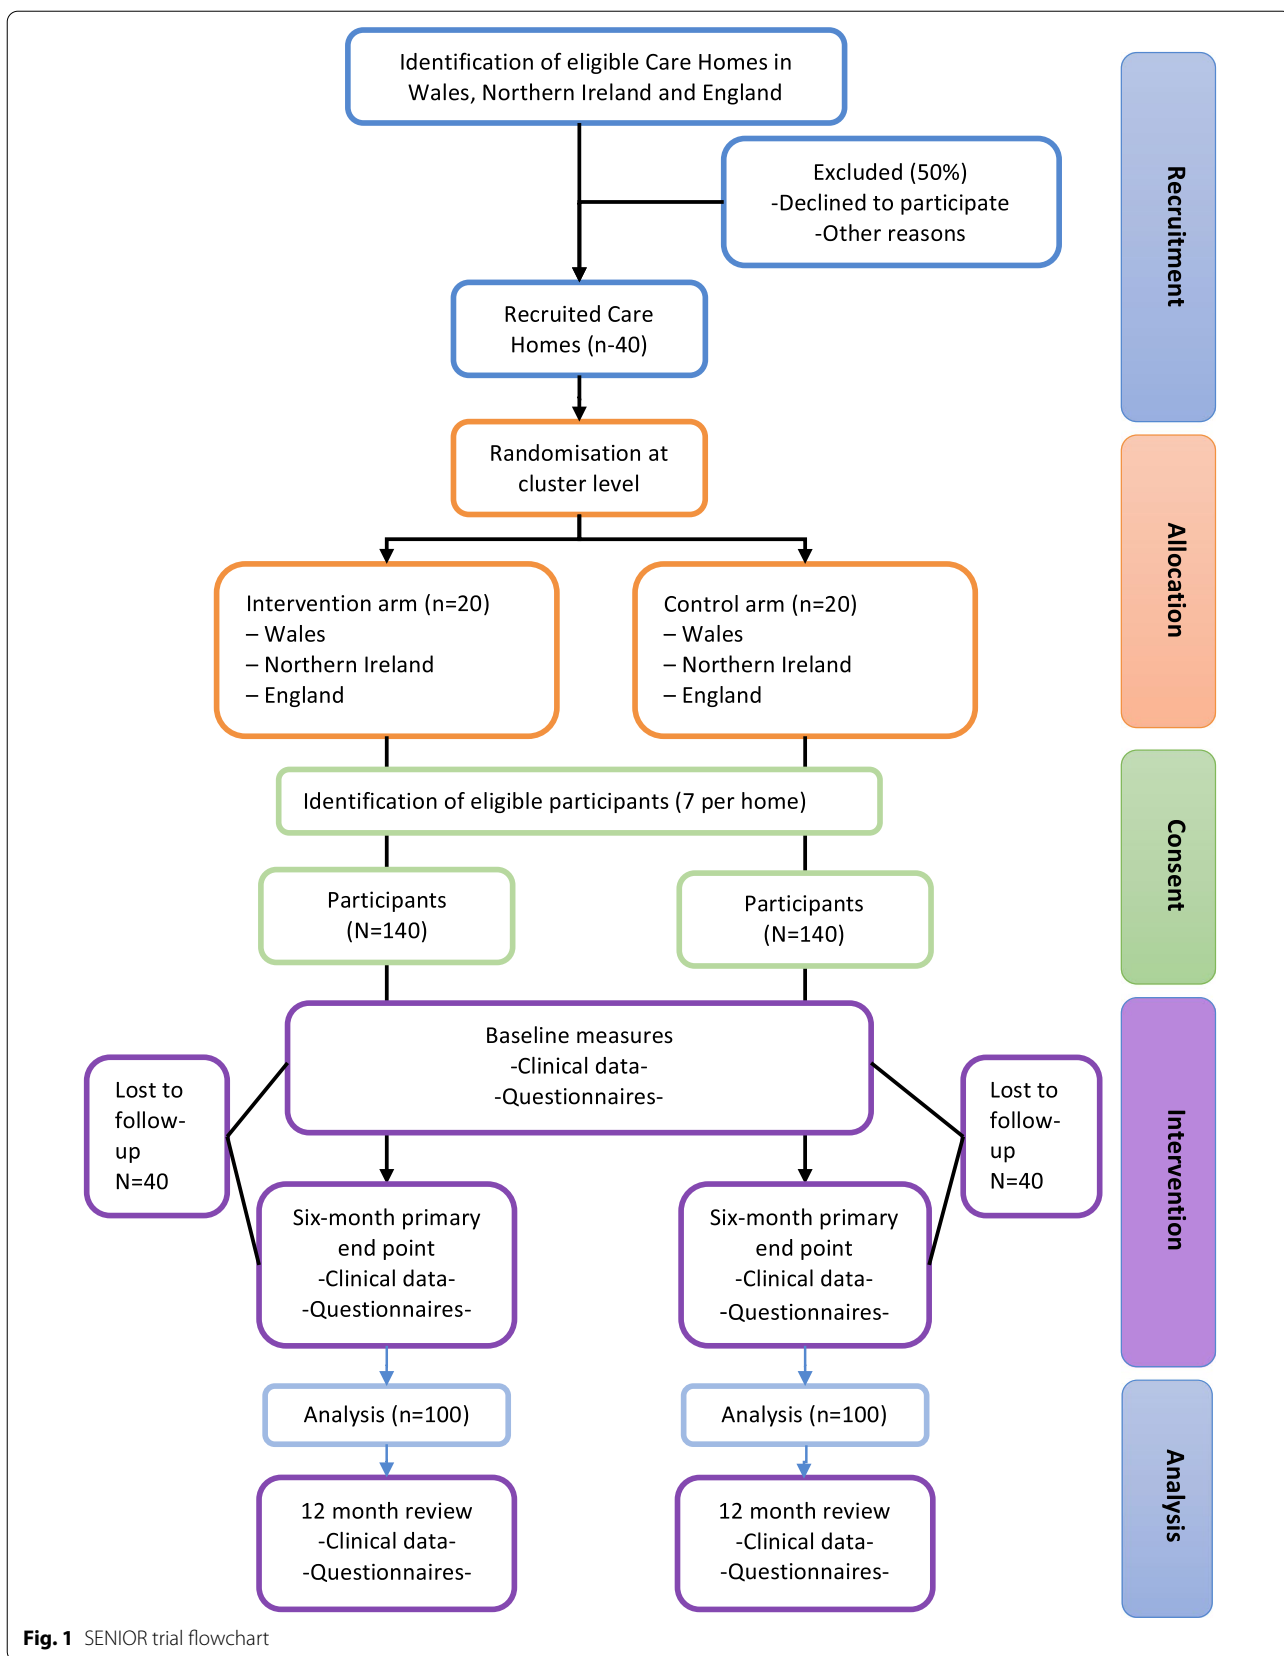 Identification of eligible Care Homes in
Wales, Northern Ireland and England
Excluded (50%)
-Declined to participate
-Other reasons
Recruited Care
Homes (n-40)
Recruitment
Randomisation at
cluster level
Intervention arm (n=20)
– Wales
– Northern Ireland
– England
Control arm (n=20)
– Wales
– Northern Ireland
– England
Allocation
Identification of eligible participants (7 per home)
Participants
(N=140)
Participants
(N=140)
Consent
Baseline measures
-Clinical data-
-Questionnaires-
Lost to
follow-
up
N=40
Lost to
follow-
up
N=40
Six-month primary
end point
-Clinical data-
-Questionnaires-
Six-month primary
end point
-Clinical data-
-Questionnaires-
Intervention
Analysis (n=100)
Analysis (n=100)
12 month review
-Clinical data-
-Questionnaires-
12 month review
-Clinical data-
-Questionnaires-
Analysis
Fig. 1 SENIOR trial flowchart